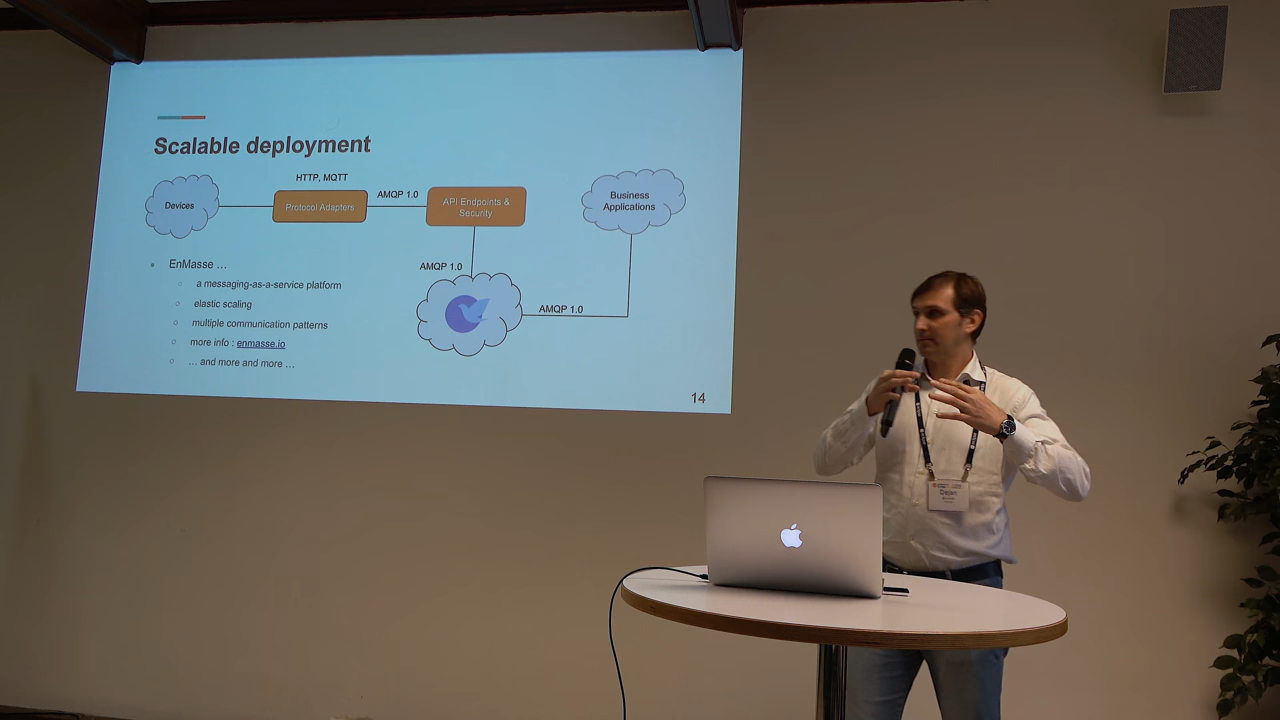 Scalable deployment
HTTP, MQTT
Devices
Protocol Adapters
AMQP 1.0
API Endpoints &
Security
Business
Applications
AMQP 1.0
AMQP 1.0
EnMasse …
a messaging-as-a-service platform
elastic scaling
multiple communication patterns
more info : enmasse.io
… and more and more …
14
Dejan